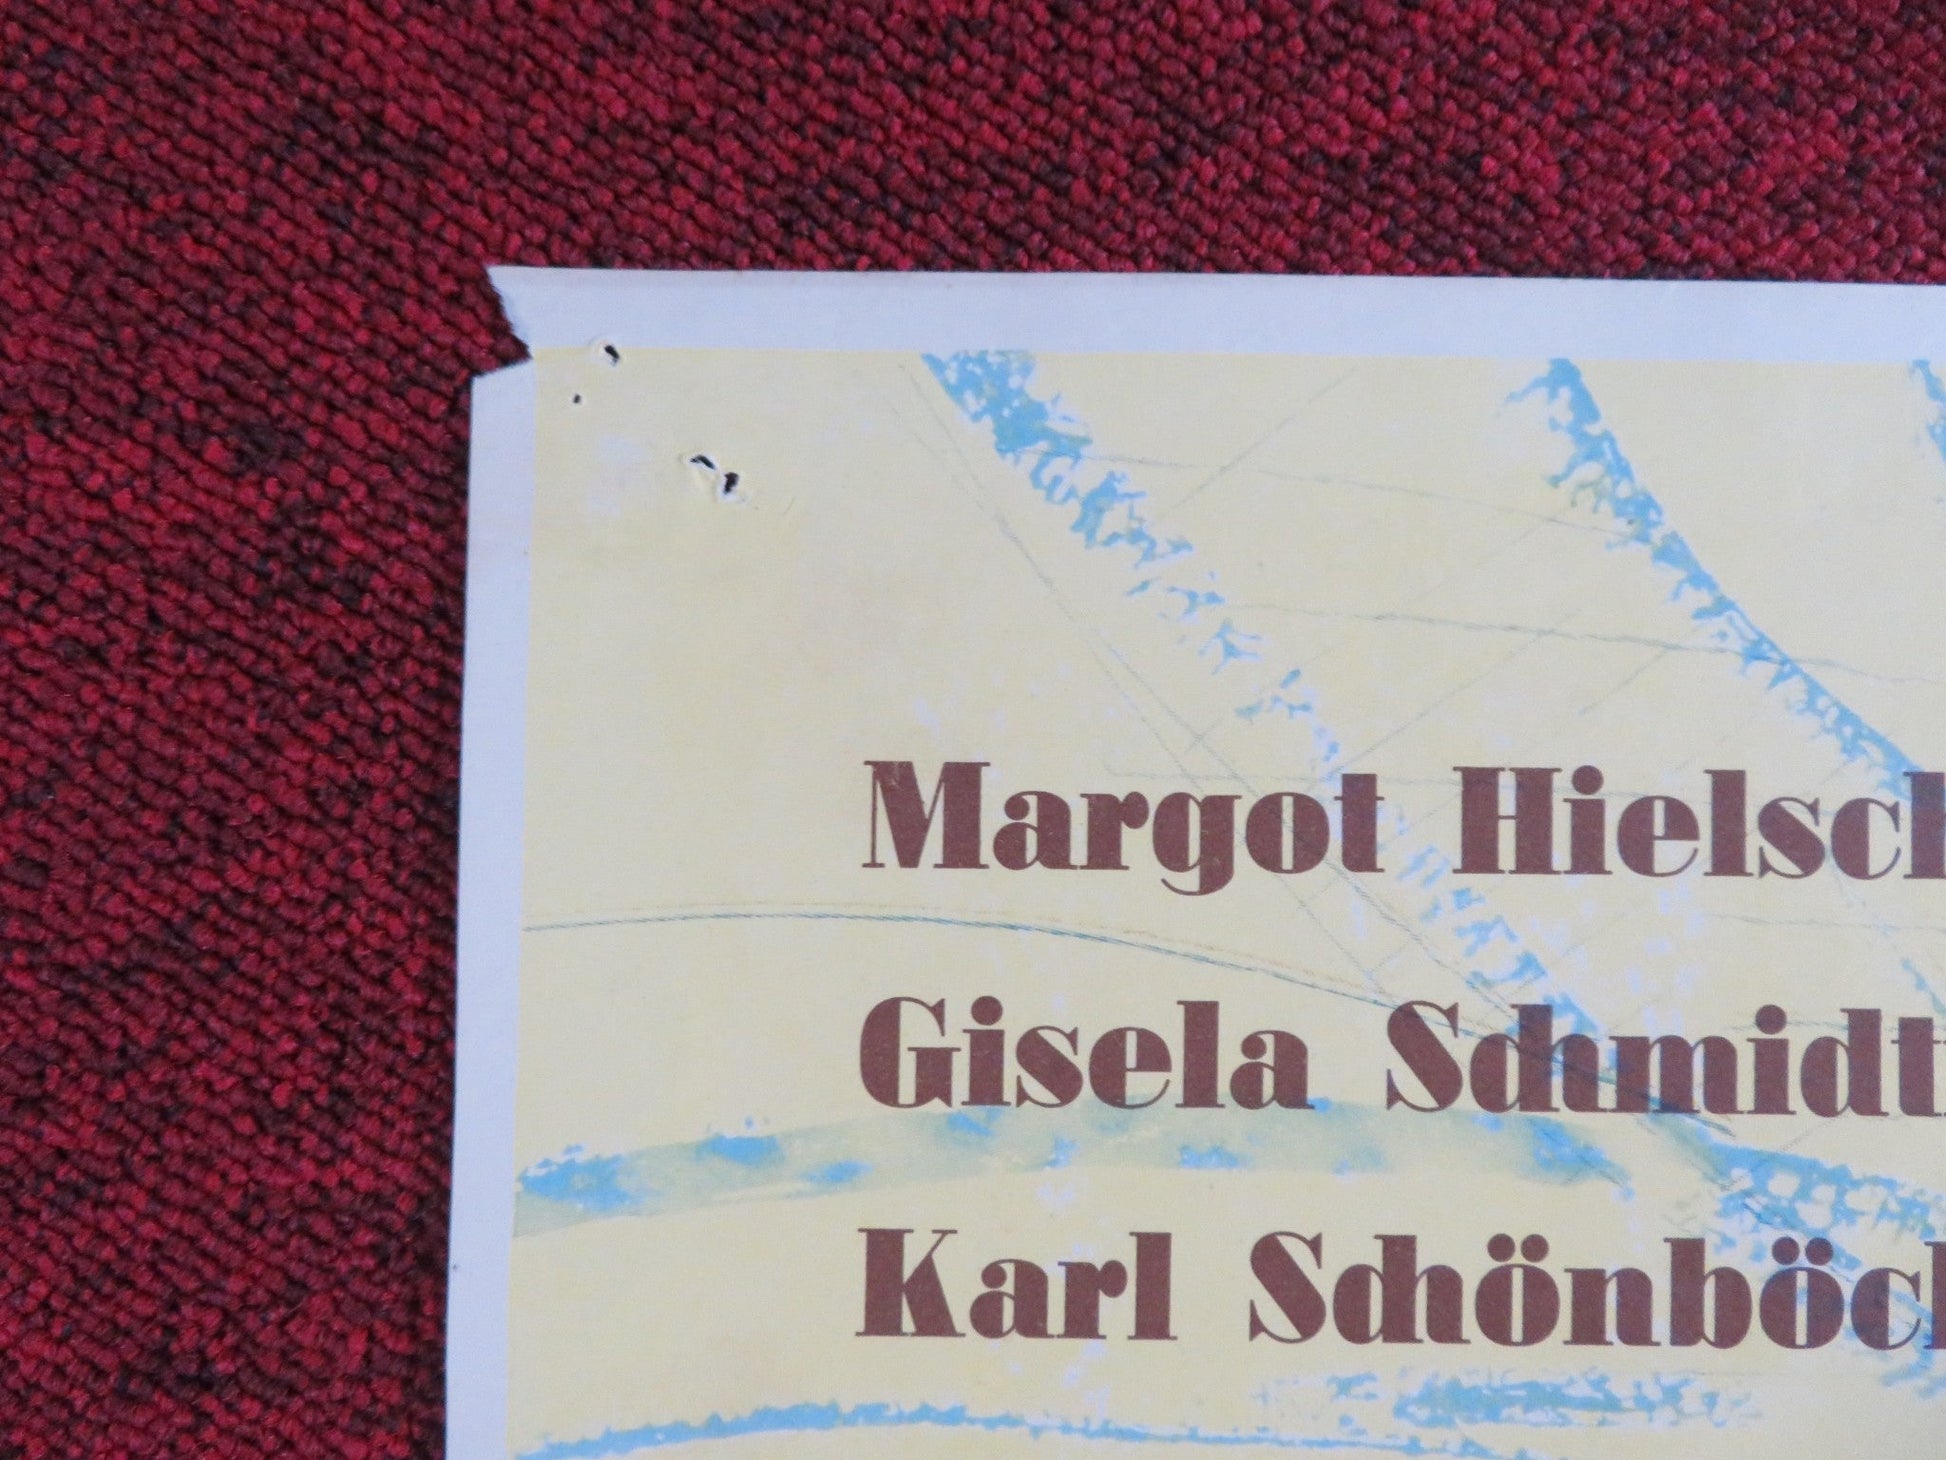 Margot Hielsch
Gisela Schmidt
Karl Schönböck